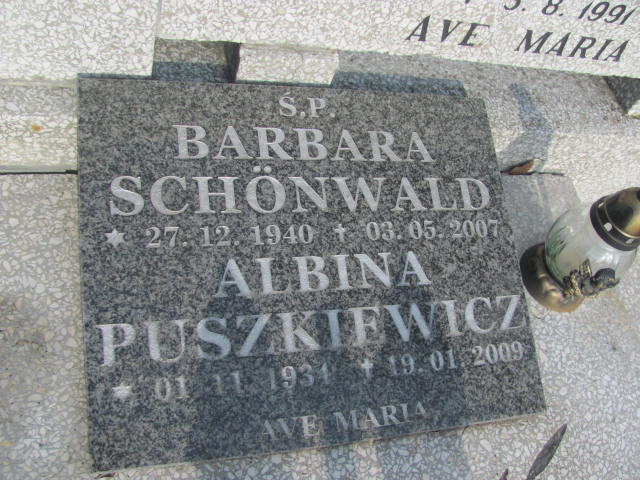 5.8.1991
AVE MARIA
Ś.P.
BARBARA
SCHÖNWALD
* 27.12.1940 † 03.05.2007
ALBINA
PUSZKIEWICZ
* 01.11.1931 † 19.01.2009
AVE MARIA